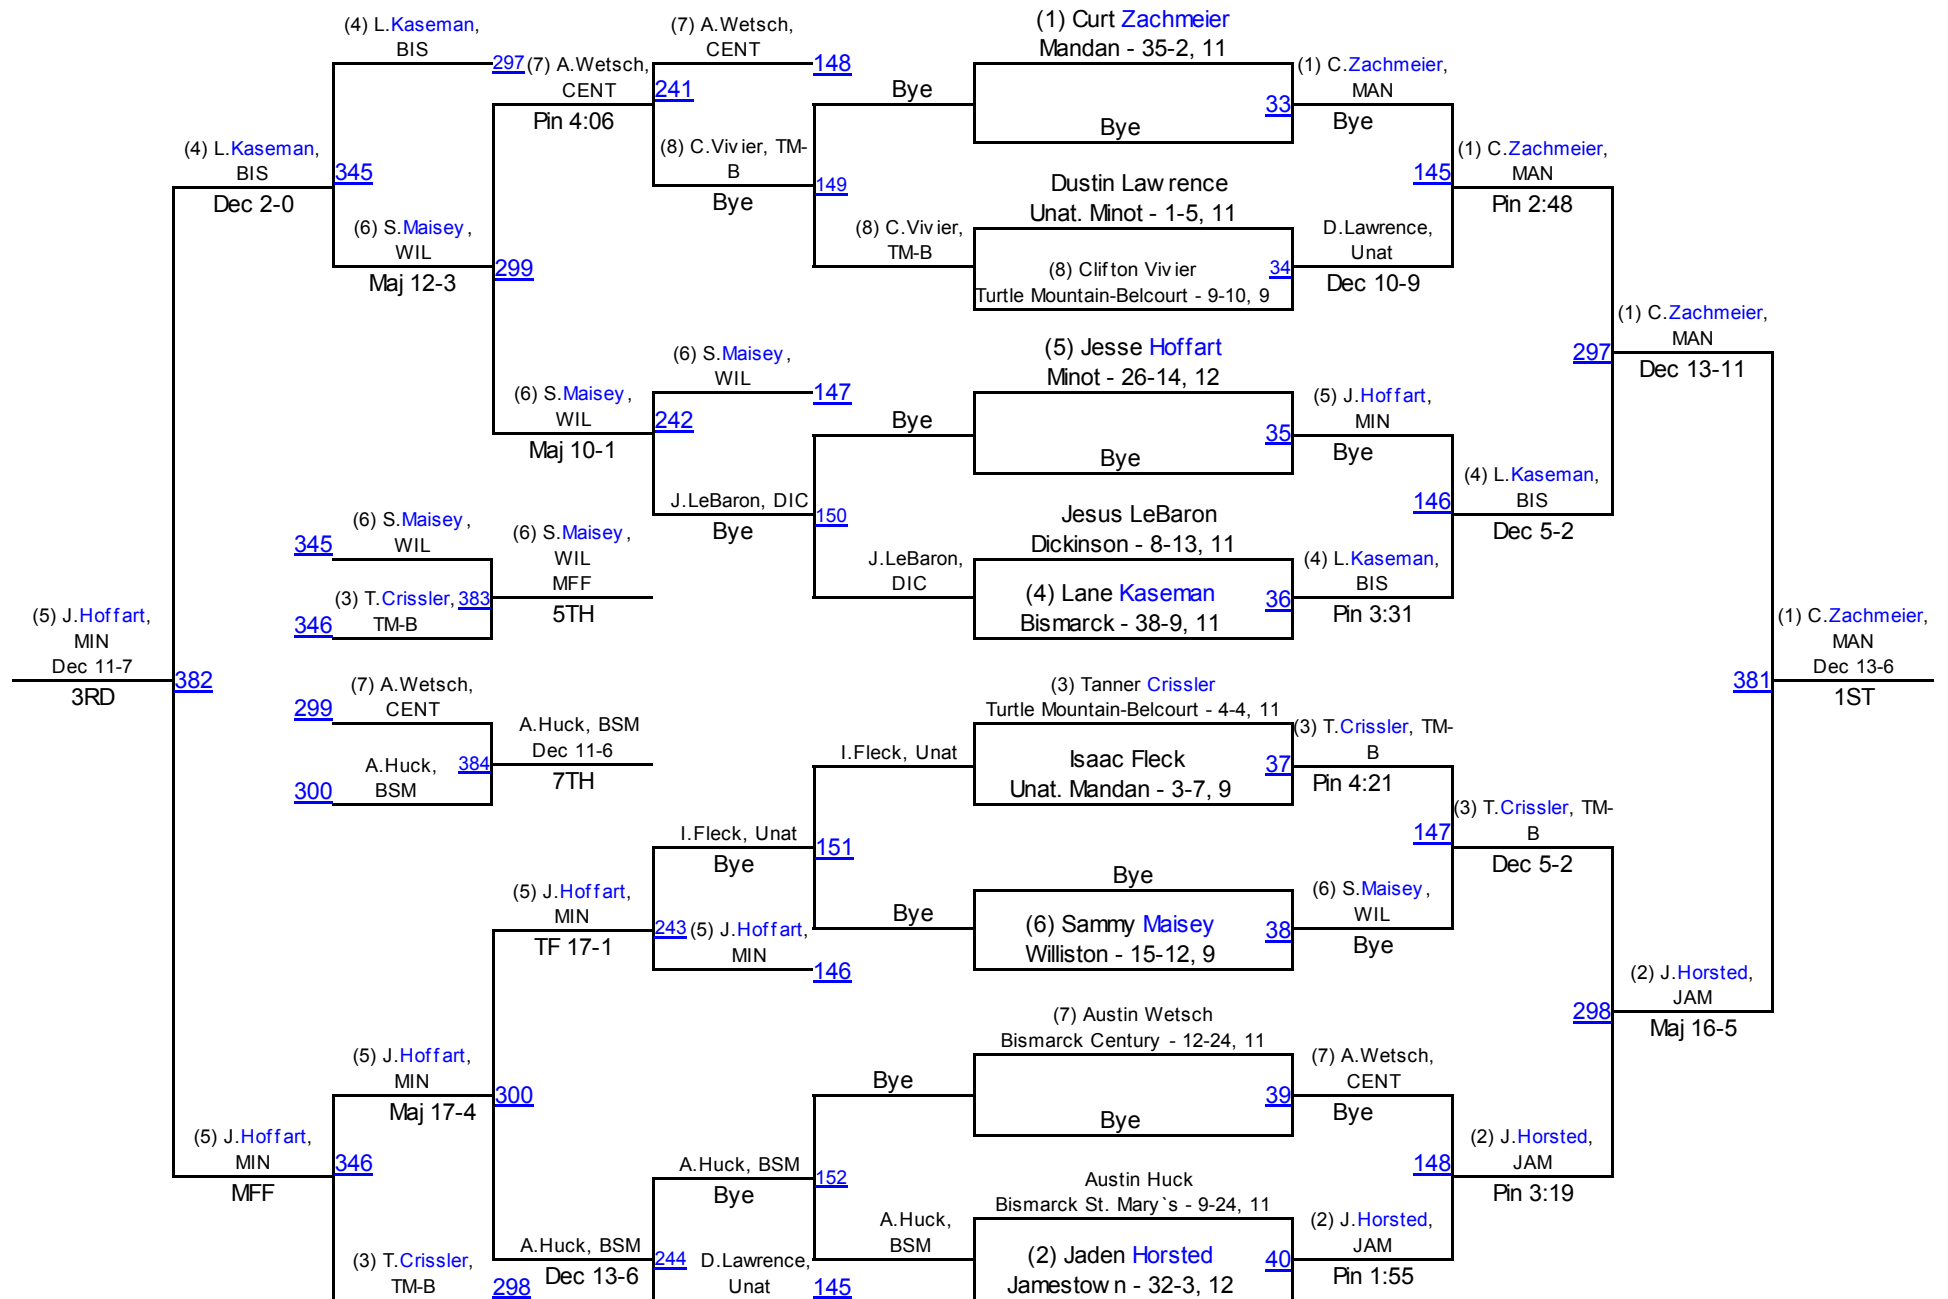 (4) L.Kaseman,
BIS
297
(7) A.Wetsch,
CENT
Pin 4:06
(7) A.Wetsch,
CENT
148
241
(8) C.Vivier, TM-
B
Bye
149
(8) C.Vivier,
TM-B
Bye
(4) L.Kaseman,
BIS
Dec 2-0
345
(6) S.Maisey,
WIL
Maj 12-3
299
(6) S.Maisey,
WIL
147
(6) S.Maisey,
WIL
Maj 10-1
242
Bye
J.LeBaron, DIC
Bye
150
J.LeBaron,
DIC
(6) S.Maisey,
WIL
345
(3) T.Crissler,
TM-B
346
383
(6) S.Maisey,
WIL
MFF
5TH
(5) J.Hoffart,
MIN
Dec 11-7
3RD
382
(7) A.Wetsch,
CENT
299
A.Huck,
BSM
300
384
A.Huck, BSM
Dec 11-6
7TH
I.Fleck, Unat
I.Fleck, Unat
Bye
151
Bye
(5) J.Hoffart,
MIN
TF 17-1
243
(5) J.Hoffart,
MIN
146
(5) J.Hoffart,
MIN
Maj 17-4
300
(5) J.Hoffart,
MIN
MFF
346
Bye
A.Huck, BSM
Bye
152
A.Huck,
BSM
(3) T.Crissler,
TM-B
298
A.Huck, BSM
Dec 13-6
244
D.Lawrence,
Unat
145
(1) Curt Zachmeier
Mandan - 35-2, 11
Bye
33
(1) C.Zachmeier,
MAN
Bye
Dustin Lawrence
Unat. Minot - 1-5, 11
(8) Clifton Vivier
Turtle Mountain-Belcourt - 9-10, 9
34
D.Lawrence,
Unat
Dec 10-9
145
(1) C.Zachmeier,
MAN
Pin 2:48
(5) Jesse Hoffart
Minot - 26-14, 12
Bye
35
(5) J.Hoffart,
MIN
Bye
Jesus LeBaron
Dickinson - 8-13, 11
(4) Lane Kaseman
Bismarck - 38-9, 11
36
(4) L.Kaseman,
BIS
Pin 3:31
146
(4) L.Kaseman,
BIS
Dec 5-2
297
(1) C.Zachmeier,
MAN
Dec 13-11
(3) Tanner Crissler
Turtle Mountain-Belcourt - 4-4, 11
Isaac Fleck
Unat. Mandan - 3-7, 9
37
(3) T.Crissler, TM-
B
Pin 4:21
Bye
(6) Sammy Maisey
Williston - 15-12, 9
38
(6) S.Maisey,
WIL
Bye
147
(3) T.Crissler, TM-
B
Dec 5-2
(7) Austin Wetsch
Bismarck Century - 12-24, 11
Bye
39
(7) A.Wetsch,
CENT
Bye
Austin Huck
Bismarck St. Mary`s - 9-24, 11
(2) Jaden Horsted
Jamestown - 32-3, 12
40
(2) J.Horsted,
JAM
Pin 1:55
148
(2) J.Horsted,
JAM
Pin 3:19
298
(2) J.Horsted,
JAM
Maj 16-5
381
(1) C.Zachmeier,
MAN
Dec 13-6
1ST